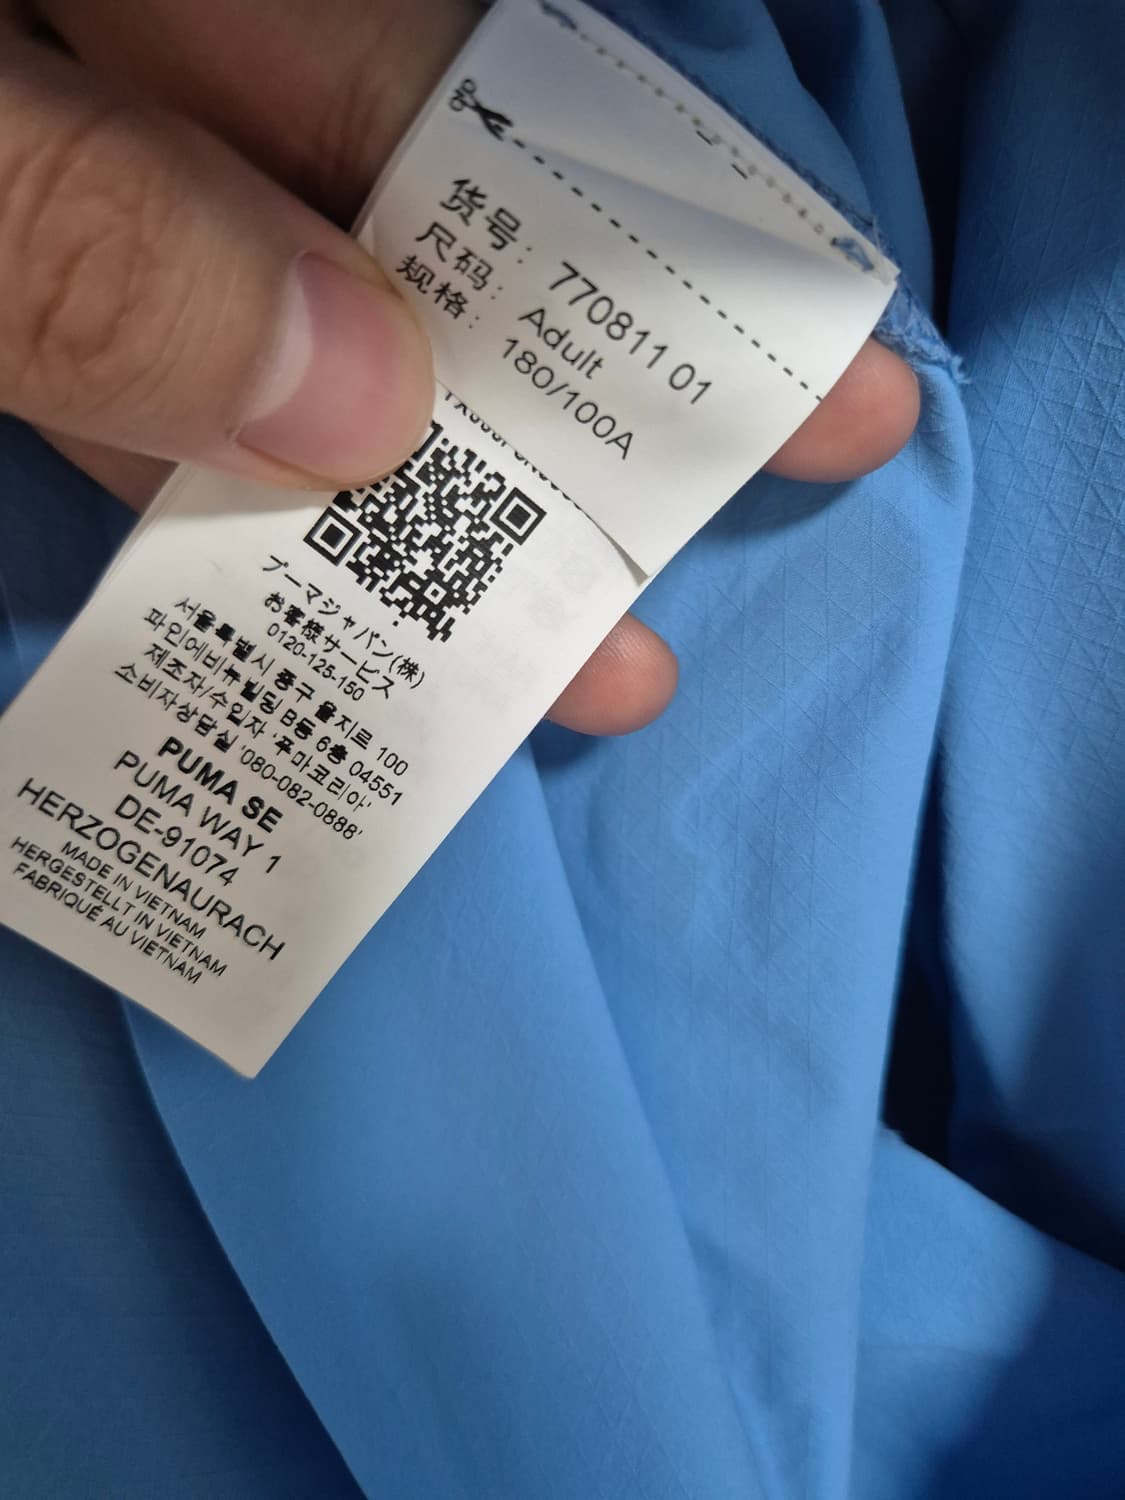 货号: 770811 01
尺码: Adult
规格: 180/100A
プーマジャパン(株)
お客様サービス
0120-125-150
서울특별시 중구 을지로 100
파인에비뉴빌딩 B동 6층 04551
제조자/수입자 '푸마코리아'
소비자상담실 '080-082-0888'
PUMA SE
PUMA WAY 1
DE-91074
HERZOGENAURACH
MADE IN VIETNAM
HERGESTELLT IN VIETNAM
FABRIQUÉ AU VIETNAM